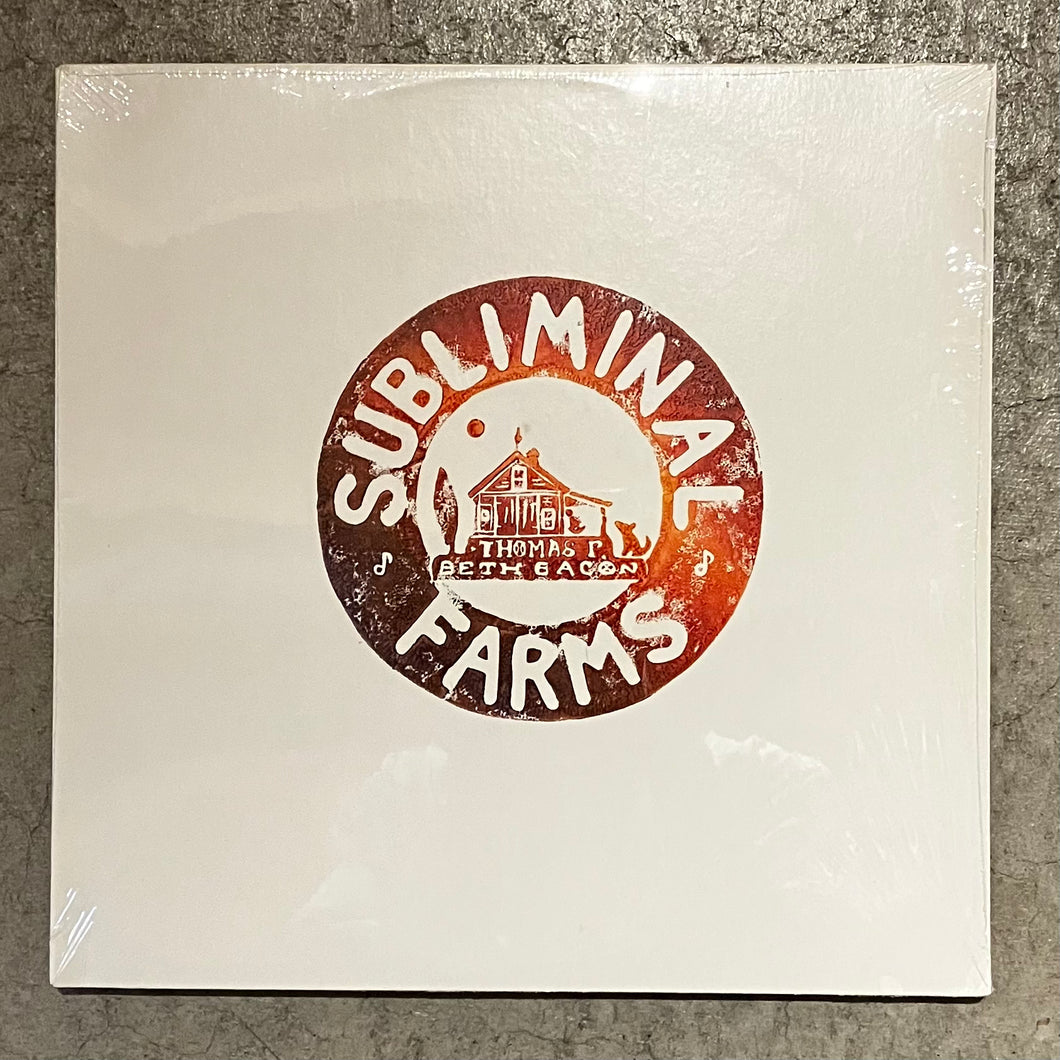 SUBLIMINAL
THOMAS P.
BETH BACON
FARMS